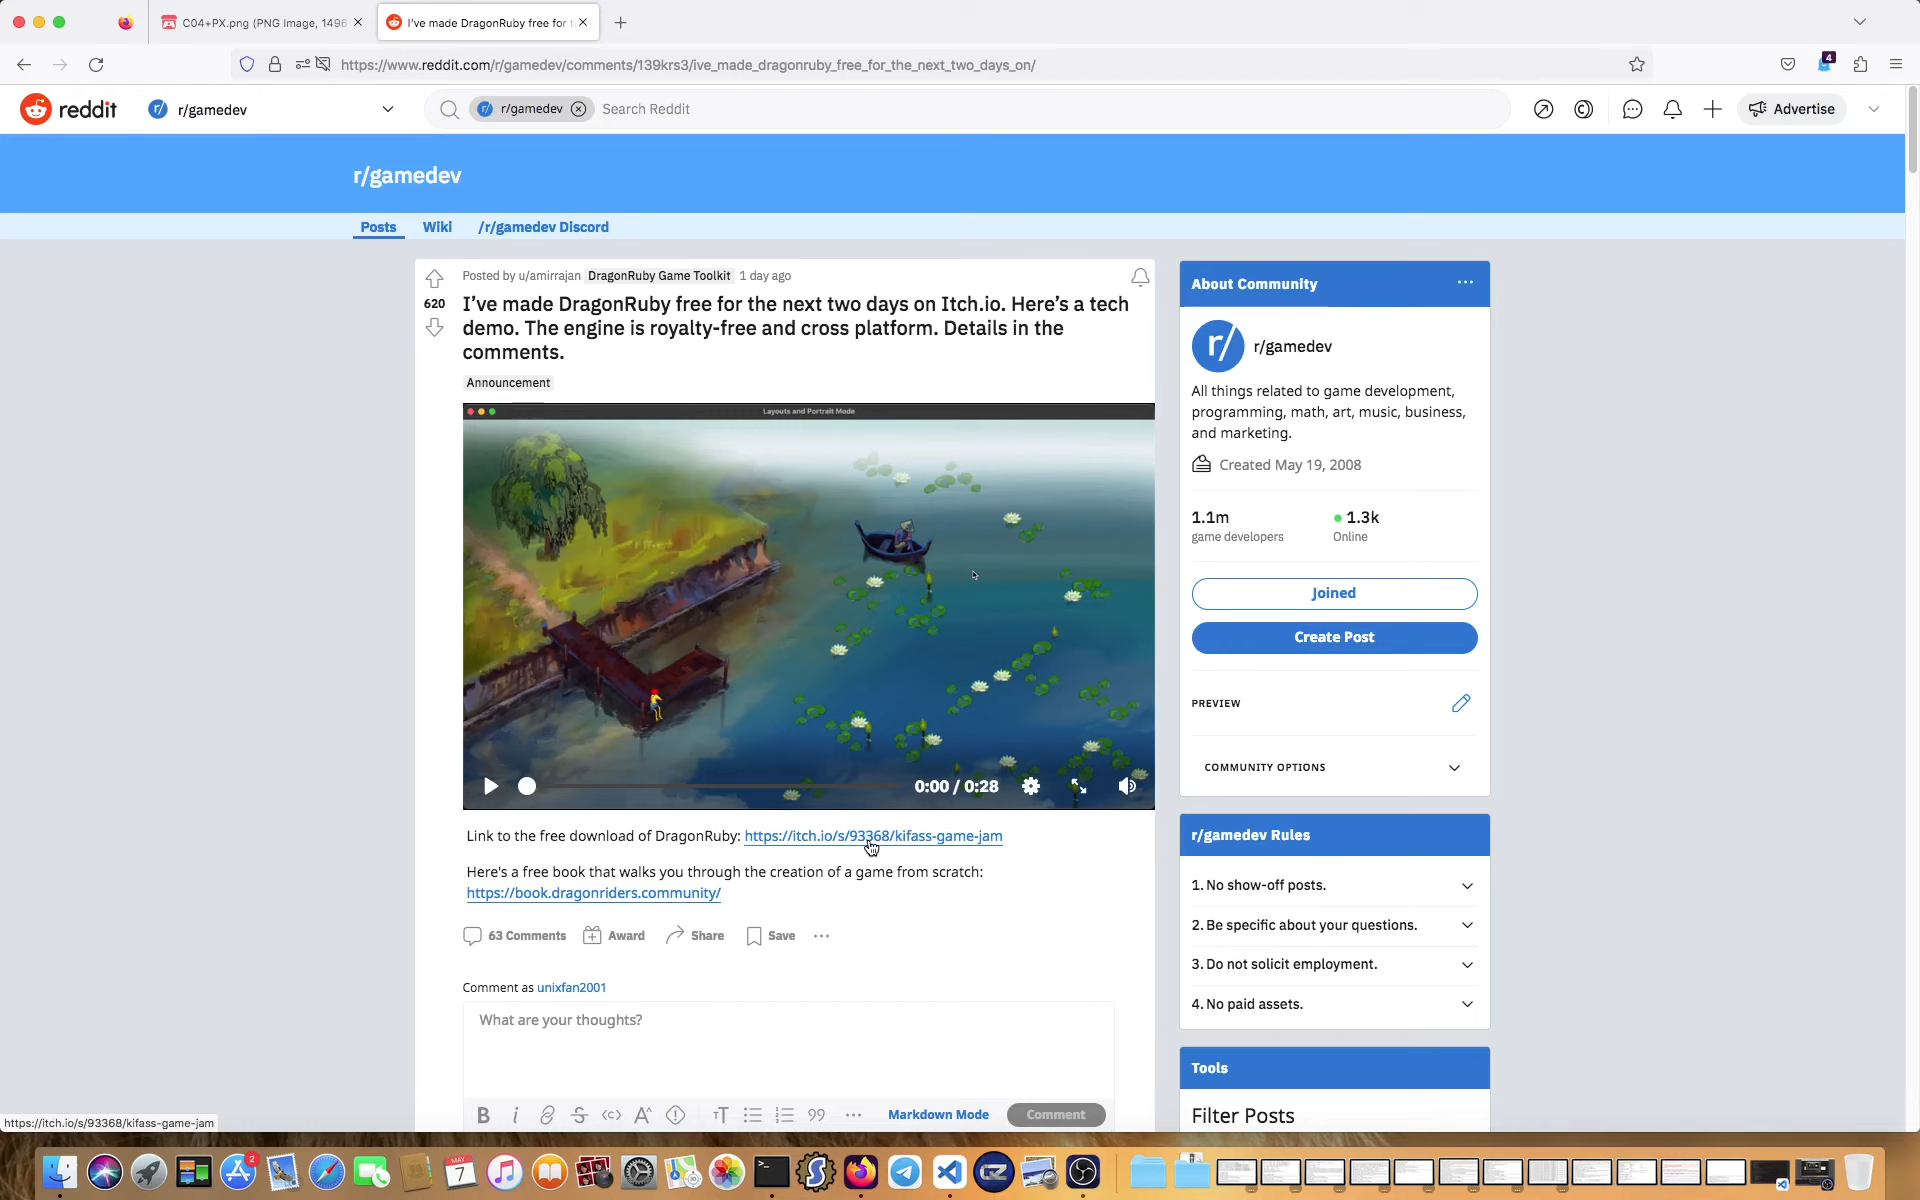 C04+PX.png (PNG Image, 1496
I've made DragonRuby free for t
https://www.reddit.com/r/gamedev/comments/139krs3/ive_made_dragonruby_free_for_the_next_two_days_on/
4
reddit
r/gamedev
r/gamedev
Search Reddit
Advertise
r/gamedev
Posts
Wiki
/r/gamedev Discord
Posted by u/amirrajan DragonRuby Game Toolkit 1 day ago
620
I've made DragonRuby free for the next two days on Itch.io. Here's a tech
demo. The engine is royalty-free and cross platform. Details in the
comments.
Announcement
Layouts and Portrait Mode
0:00 / 0:28
Link to the free download of DragonRuby: https://itch.io/s/93368/kifass-game-jam
Here's a free book that walks you through the creation of a game from scratch:
https://book.dragonriders.community/
63 Comments
Award
Share
Save
Comment as unixfan2001
What are your thoughts?
Markdown Mode
Comment
About Community
r/gamedev
All things related to game development,
programming, math, art, music, business,
and marketing.
Created May 19, 2008
1.1m
1.3k
game developers
Online
Joined
Create Post
PREVIEW
COMMUNITY OPTIONS
r/gamedev Rules
1. No show-off posts.
2. Be specific about your questions.
3. Do not solicit employment.
4. No paid assets.
Tools
Filter Posts
https://itch.io/s/93368/kifass-game-jam
2
MAY
7